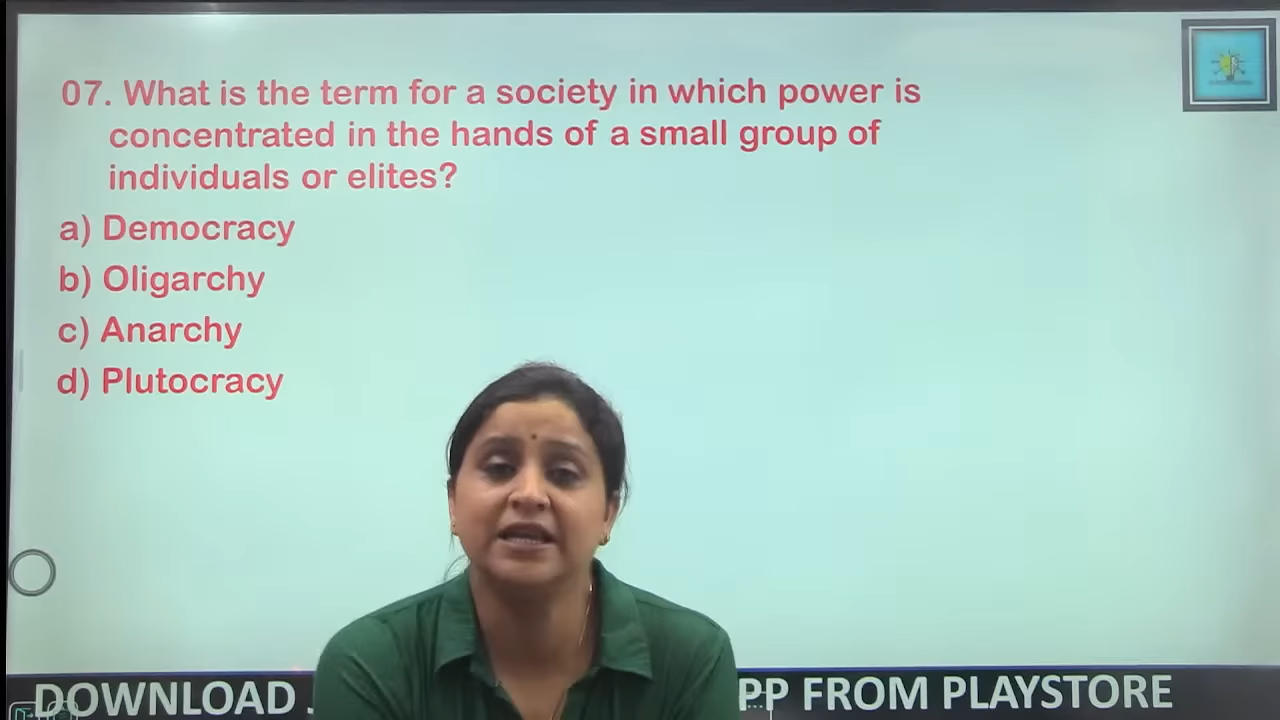 07. What is the term for a society in which power is
concentrated in the hands of a small group of
individuals or elites?
a) Democracy
b) Oligarchy
c) Anarchy
d) Plutocracy
DOWNLOAD PP FROM PLAYSTORE